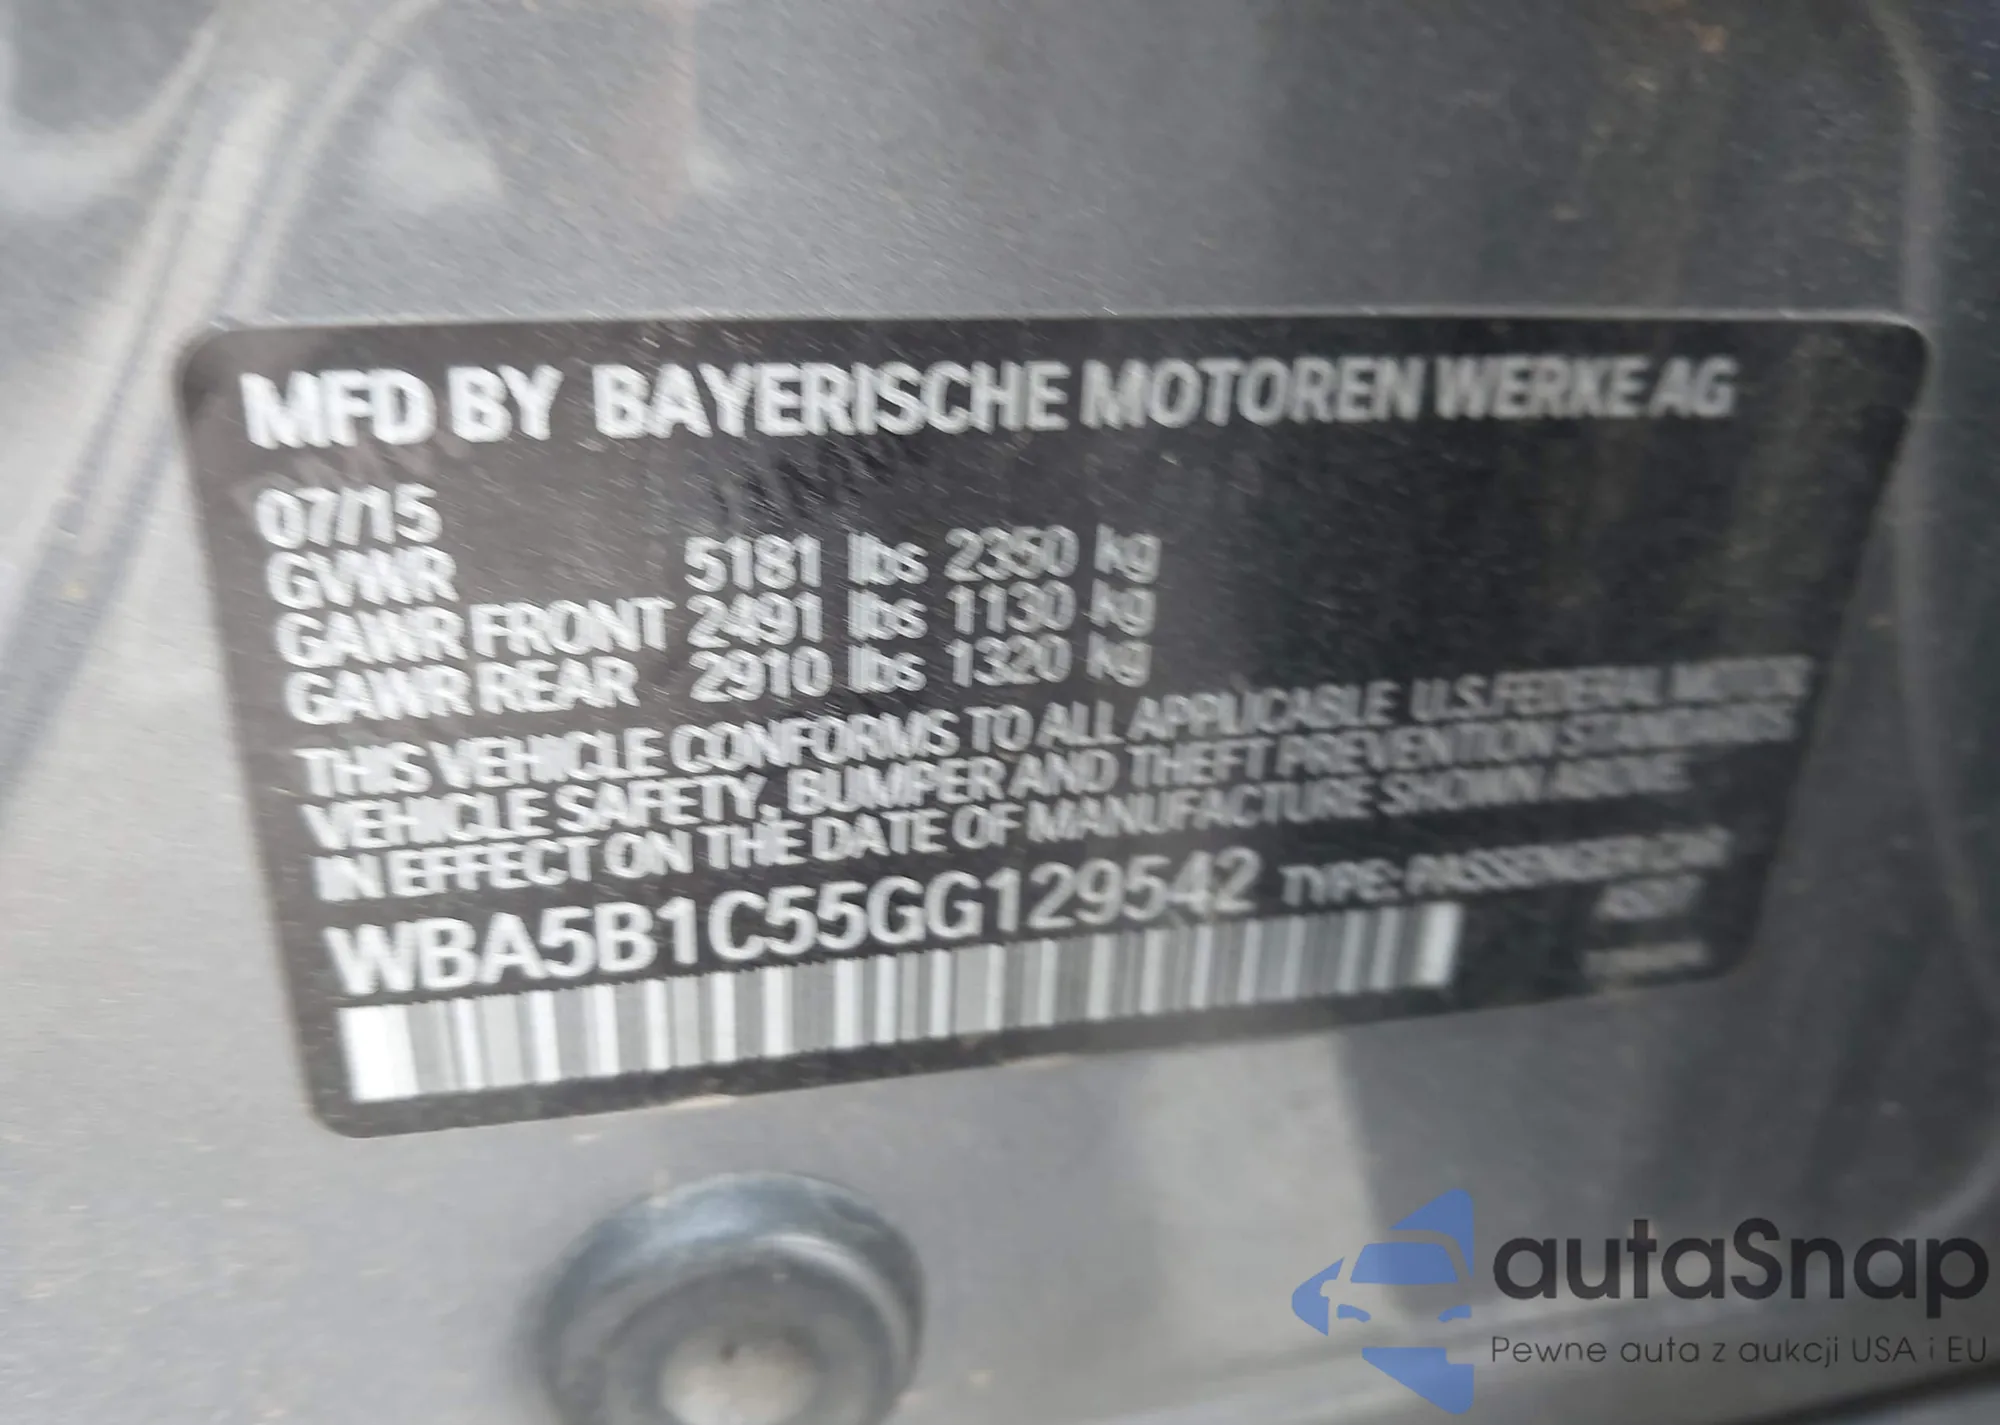 MFD BY BAYERISCHE MOTOREN WERKE AG
07/15
GVWR 5181 lbs 2350 kg
GAWR FRONT 2491 lbs 1130 kg
GAWR REAR 2910 lbs 1320 kg
THIS VEHICLE CONFORMS TO ALL APPLICABLE U.S. FEDERAL MOTOR
VEHICLE SAFETY, BUMPER AND THEFT PREVENTION STANDARDS
IN EFFECT ON THE DATE OF MANUFACTURE SHOWN ABOVE.
WBA5B1C55GG129542 TYPE: PASSENGER CAR
autaSnap
Pewne auta z aukcji USA i EU